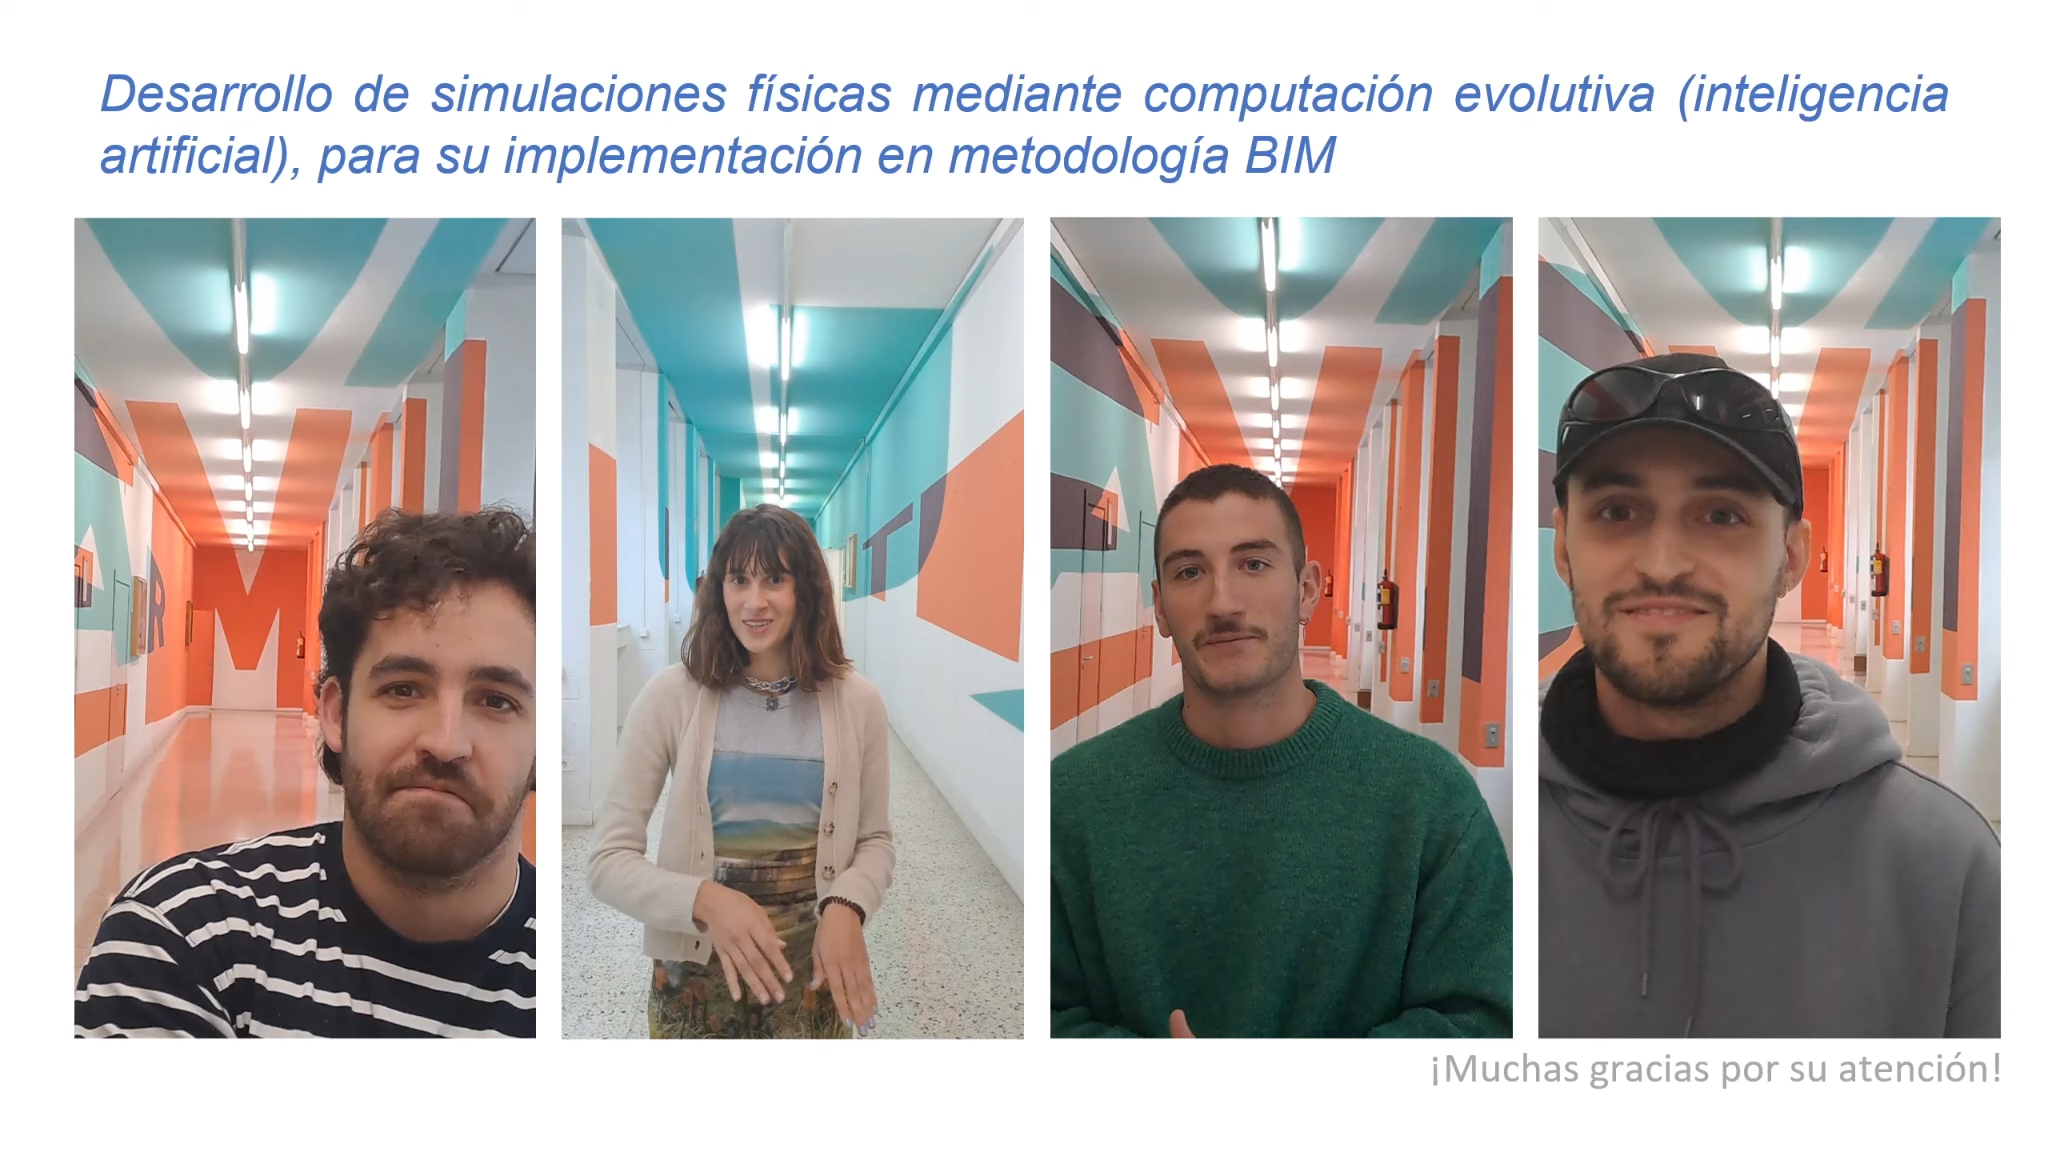 Desarrollo de simulaciones físicas mediante computación evolutiva (inteligencia
artificial), para su implementación en metodología BIM
¡Muchas gracias por su atención!